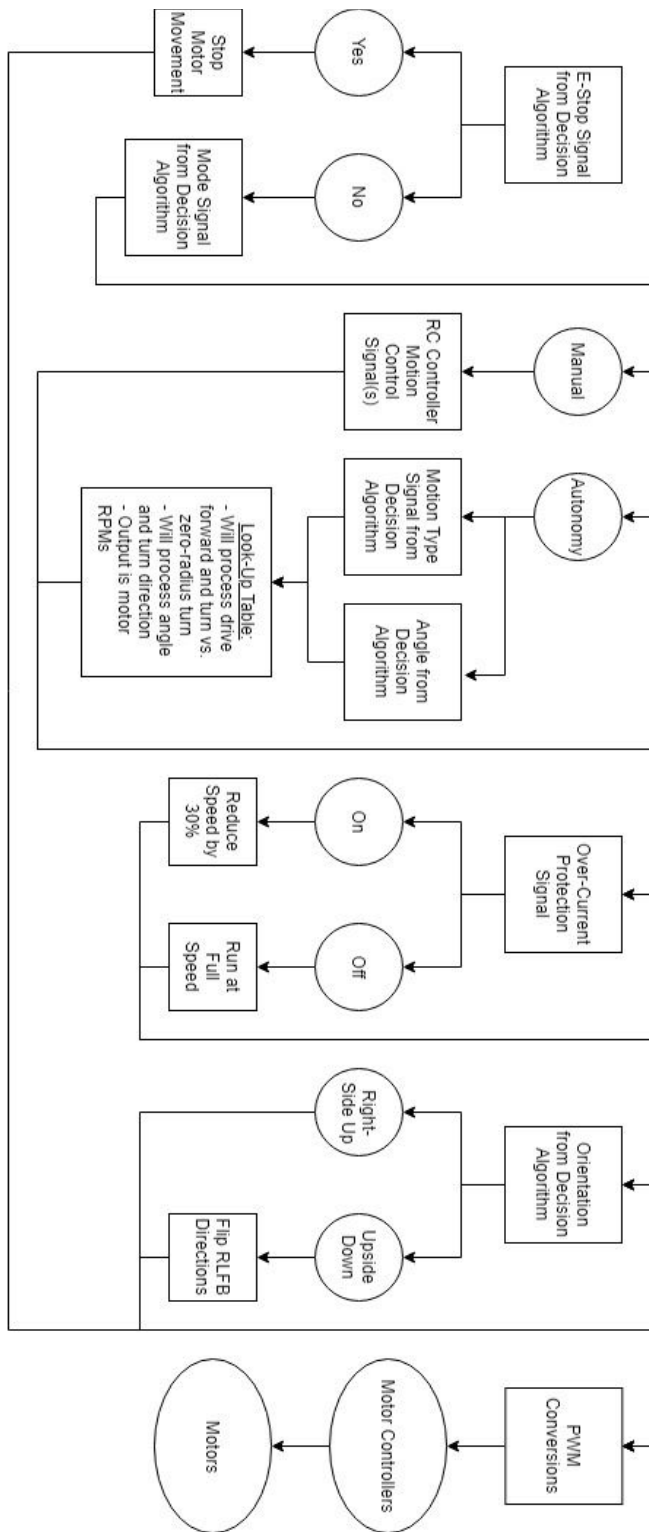 E-Stop Signal
from Decision
Algorithm
Yes
No
Stop
Motor
Movement
Mode Signal
from Decision
Algorithm
Manual
Autonomy
RC Controller
Motion
Control
Signal(s)
Motion Type
Signal from
Decision
Algorithm
Angle from
Decision
Algorithm
Look-Up Table:
- Will process drive
forward and turn vs.
zero-radius turn
- Will process angle
and turn direction
- Output is motor
RPMs
Over-Current
Protection
Signal
On
Off
Reduce
Speed by
30%
Run at
Full
Speed
Orientation
from Decision
Algorithm
Right-
Side Up
Upside
Down
Flip RLFB
Directions
PWM
Conversions
Motor Controllers
Motors